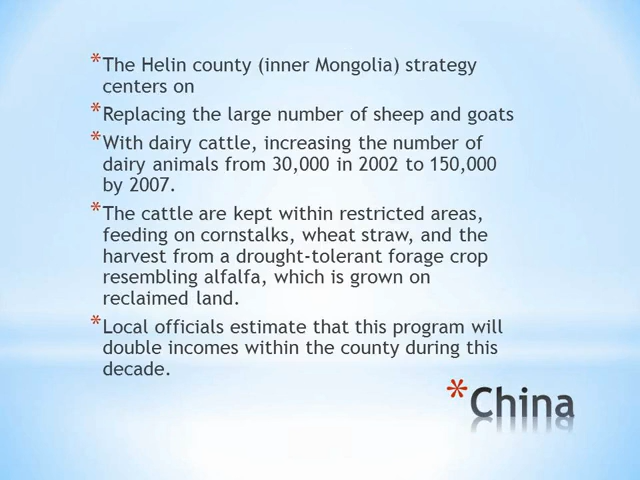 * The Helin county (inner Mongolia) strategy
centers on
* Replacing the large number of sheep and goats
* With dairy cattle, increasing the number of
dairy animals from 30,000 in 2002 to 150,000
by 2007.
* The cattle are kept within restricted areas,
feeding on cornstalks, wheat straw, and the
harvest from a drought-tolerant forage crop
resembling alfalfa, which is grown on
reclaimed land.
* Local officials estimate that this program will
double incomes within the county during this
decade.
* China